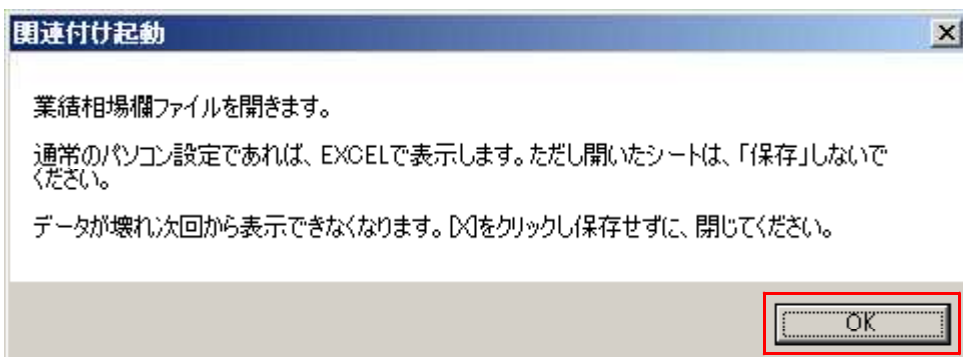 関連付け起動
業績相場欄ファイルを開きます。
通常のパソコン設定であれば、EXCELで表示します。ただし開いたシートは、「保存」しないで
ください。
データが壊れ次回から表示できなくなります。[X]をクリックし保存せずに、閉じてください。
OK